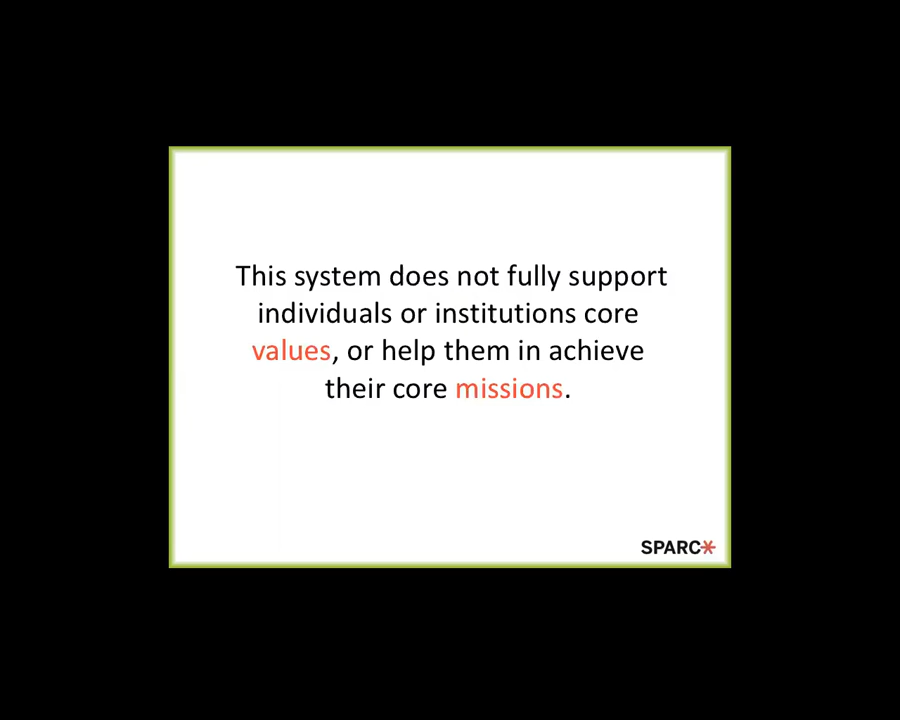 This system does not fully support
individuals or institutions core
values, or help them in achieve
their core missions.
SPARC*